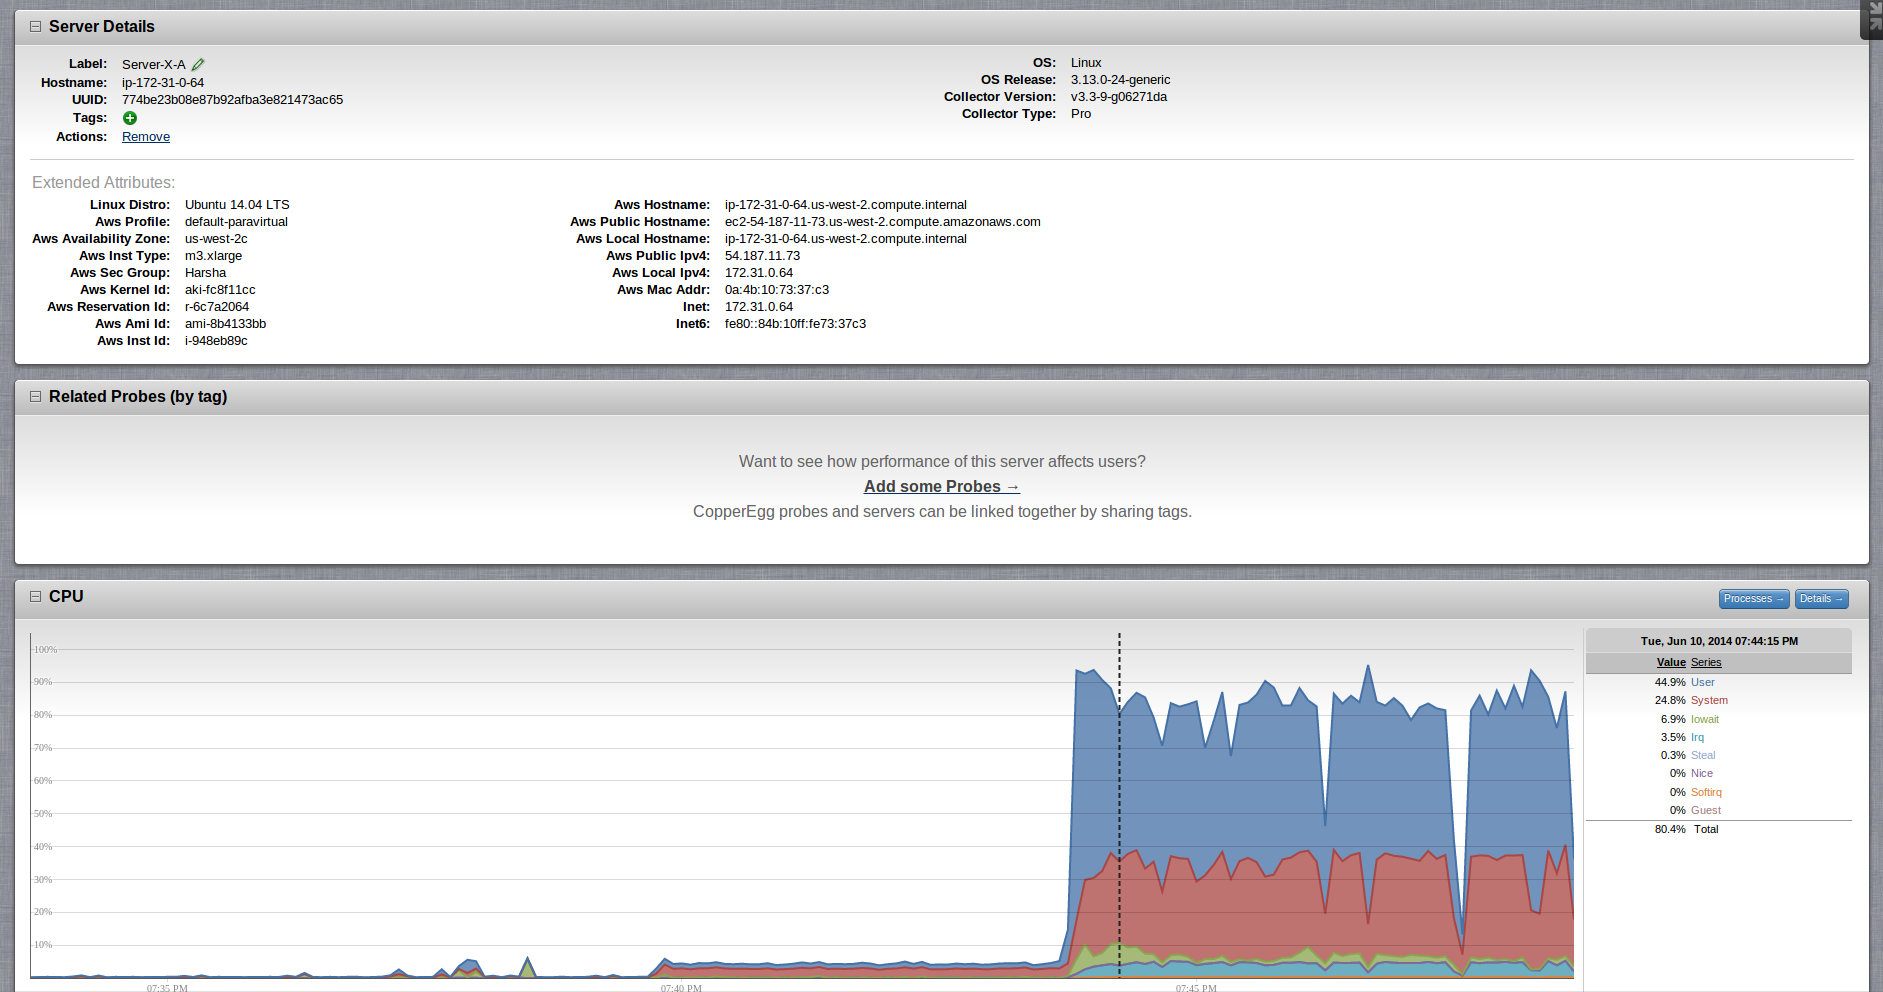 Server Details
Label: Server-X-A
Hostname: ip-172-31-0-64
UUID: 774be23b08e87b92afba3e821473ac65
Tags:
Actions: Remove
OS: Linux
OS Release: 3.13.0-24-generic
Collector Version: v3.3-9-g06271da
Collector Type: Pro
Extended Attributes:
Linux Distro: Ubuntu 14.04 LTS
Aws Profile: default-paravirtual
Aws Availability Zone: us-west-2c
Aws Inst Type: m3.xlarge
Aws Sec Group: Harsha
Aws Kernel Id: aki-fc8f11cc
Aws Reservation Id: r-6c7a2064
Aws Ami Id: ami-8b4133bb
Aws Inst Id: i-948eb89c
Aws Hostname: ip-172-31-0-64.us-west-2.compute.internal
Aws Public Hostname: ec2-54-187-11-73.us-west-2.compute.amazonaws.com
Aws Local Hostname: ip-172-31-0-64.us-west-2.compute.internal
Aws Public Ipv4: 54.187.11.73
Aws Local Ipv4: 172.31.0.64
Aws Mac Addr: 0a:4b:10:73:37:c3
Inet: 172.31.0.64
Inet6: fe80::84b:10ff:fe73:37c3
Related Probes (by tag)
Want to see how performance of this server affects users?
Add some Probes →
CopperEgg probes and servers can be linked together by sharing tags.
CPU
Processes →
Details →
100%
90%
80%
70%
60%
50%
40%
30%
20%
10%
07:35 PM
07:40 PM
07:45 PM
Tue, Jun 10, 2014 07:44:15 PM
Value Series
44.9% User
24.8% System
6.9% Iowait
3.5% Irq
0.3% Steal
0% Nice
0% Softirq
0% Guest
80.4% Total